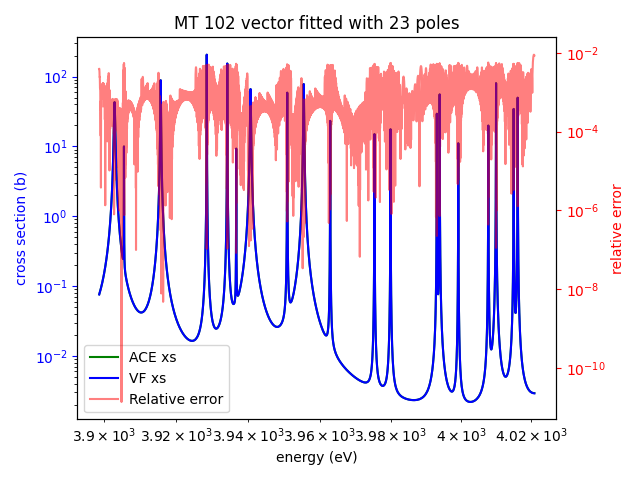 MT 102 vector fitted with 23 poles
cross section (b)
10²
10¹
10⁰
10⁻¹
10⁻²
10⁻²
10⁻⁴
10⁻⁶
10⁻⁸
10⁻¹⁰
relative error
ACE xs
VF xs
Relative error
3.9 × 10³ 3.92 × 10³ 3.94 × 10³ 3.96 × 10³ 3.98 × 10³ 4 × 10³ 4.02 × 10³
energy (eV)